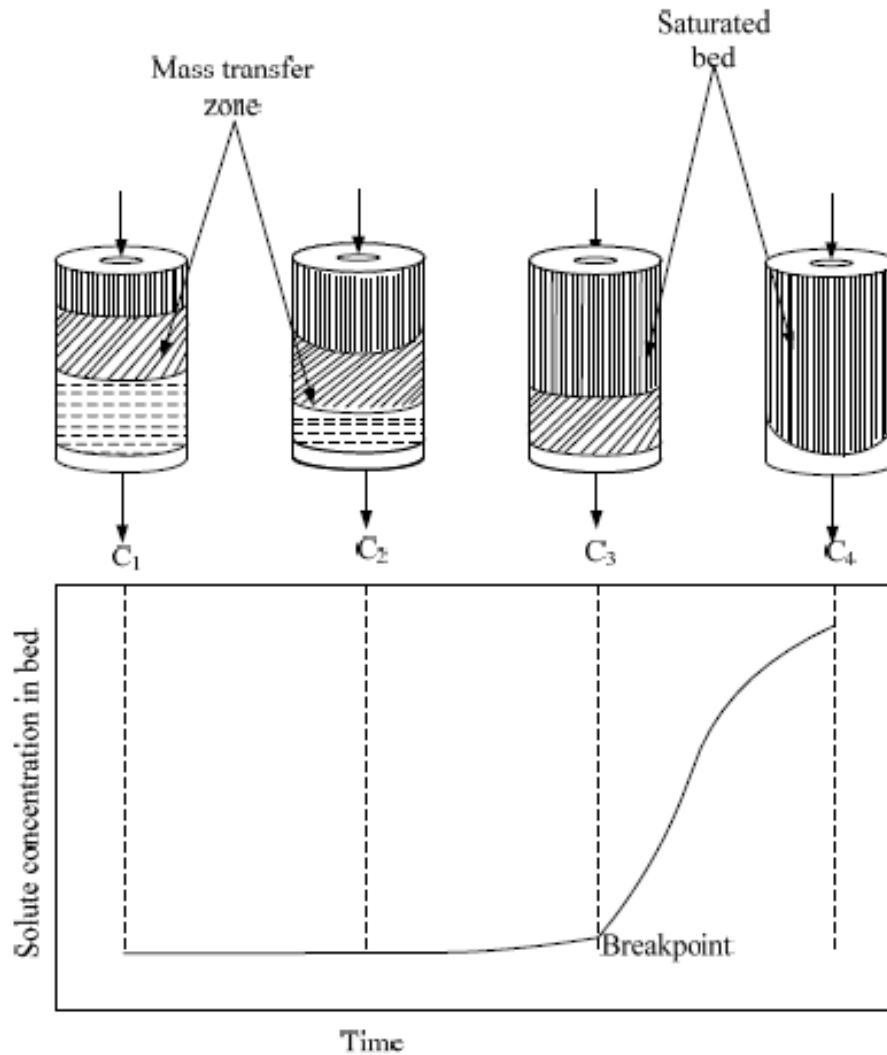 Mass transfer
zone
Saturated
bed
C₁
C₂
C₃
C₄
Solute concentration in bed
Breakpoint
Time